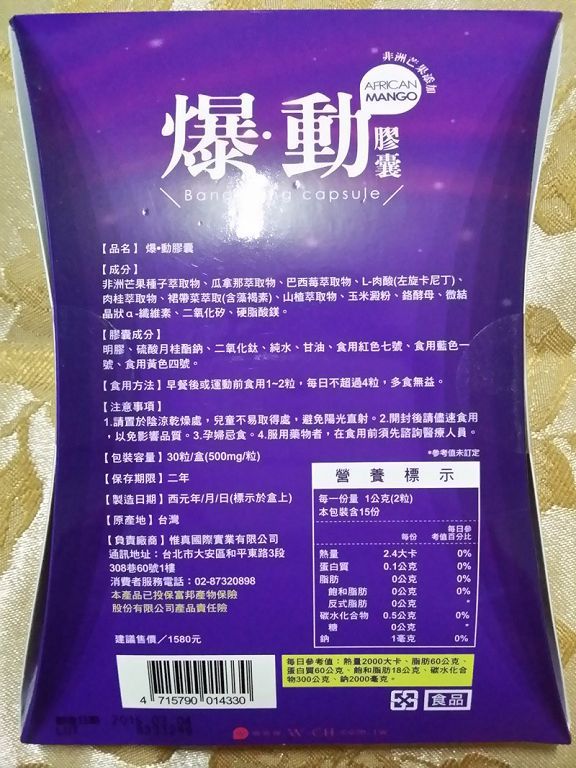 非洲芒果添加
AFRICAN
MANGO
爆·動膠囊
capsule
【品名】爆•動膠囊
【成分】
非洲芒果種子萃取物、瓜拿那萃取物、巴西莓萃取物、L-肉酸(左旋卡尼丁)、
肉桂萃取物、裙帶菜萃取(含藻褐素)、山楂萃取物、玉米澱粉、鉻酵母、微結
晶狀α-纖維素、二氧化矽、硬脂酸鎂。
【膠囊成分】
明膠、硫酸月桂酯鈉、二氧化鈦、純水、甘油、食用紅色七號、食用藍色一
號、食用黃色四號。
【食用方法】早餐後或運動前食用1~2粒，每日不超過4粒，多食無益。
【注意事項】
1.請置於陰涼乾燥處，兒童不易取得處，避免陽光直射。2.開封後請儘速食用
，以免影響品質。3.孕婦忌食。4.服用藥物者，在食用前須先諮詢醫療人員。
【包裝容量】30粒/盒(500mg/粒)
【保存期限】二年
【製造日期】西元年/月/日(標示於盒上)
【原產地】台灣
【負責廠商】惟真國際實業有限公司
通訊地址：台北市大安區和平東路3段
308巷60號1樓
消費者服務電話：02-87320898
本產品已投保富邦產物保險
股份有限公司產品責任險
建議售價／1580元
4 715790 014330
*參考值未訂定
營養標示
每一份量 1公克(2粒)
本包裝含15份
每份 每日參考值百分比
熱量 2.4大卡 0%
蛋白質 0.1公克 0%
脂肪 0公克 0%
飽和脂肪 0公克 0%
反式脂肪 0公克 *
碳水化合物 0.5公克 0%
糖 0公克 *
鈉 1毫克 0%
每日參考值：熱量2000大卡、脂肪60公克、
蛋白質60公克、飽和脂肪18公克、碳水化合
物300公克、鈉2000毫克。
食品